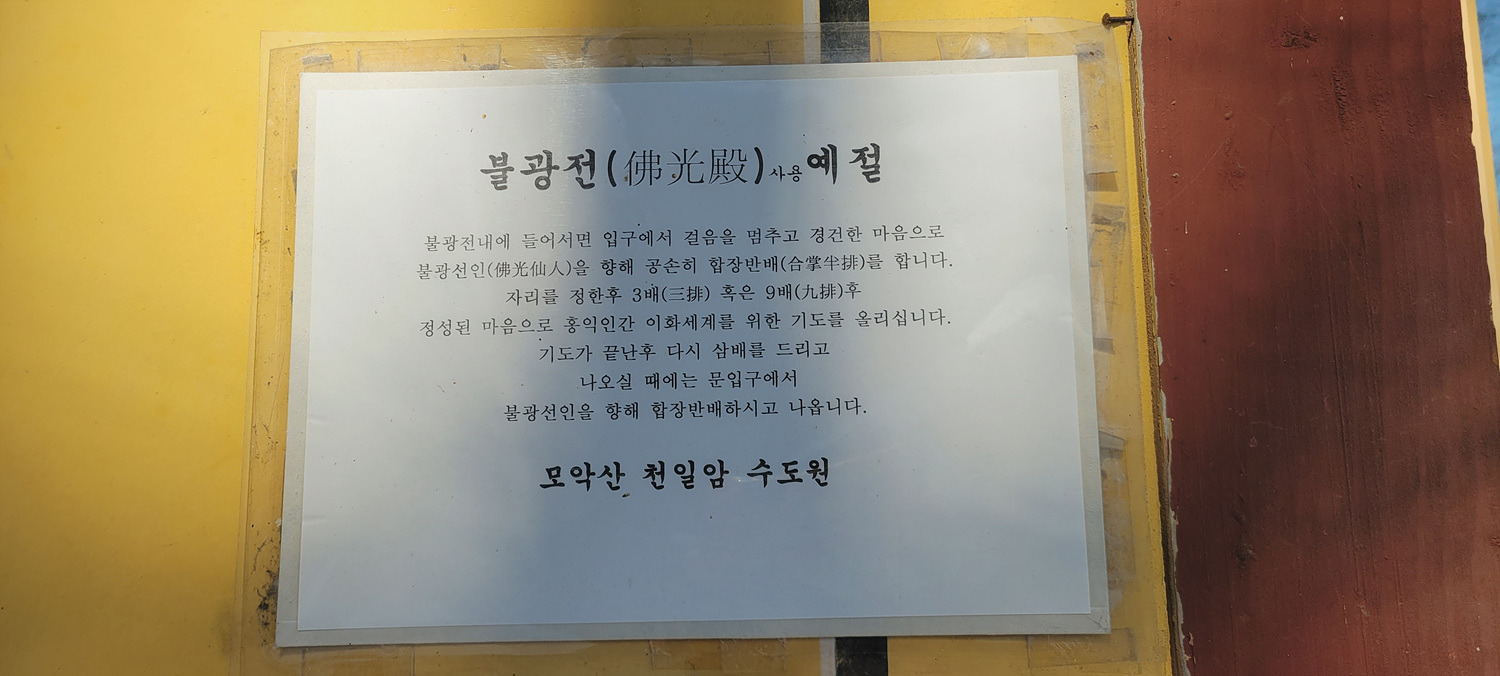 불광전(佛光殿)사용예절
불광전내에 들어서면 입구에서 걸음을 멈추고 경건한 마음으로
불광선인(佛光仙人)을 향해 공손히 합장반배(合掌半排)를 합니다.
자리를 정한후 3배(三排) 혹은 9배(九排)후
정성된 마음으로 홍익인간 이화세계를 위한 기도를 올리십니다.
기도가 끝난후 다시 삼배를 드리고
나오실 때에는 문입구에서
불광선인을 향해 합장반배하시고 나옵니다.
모악산 천일암 수도원